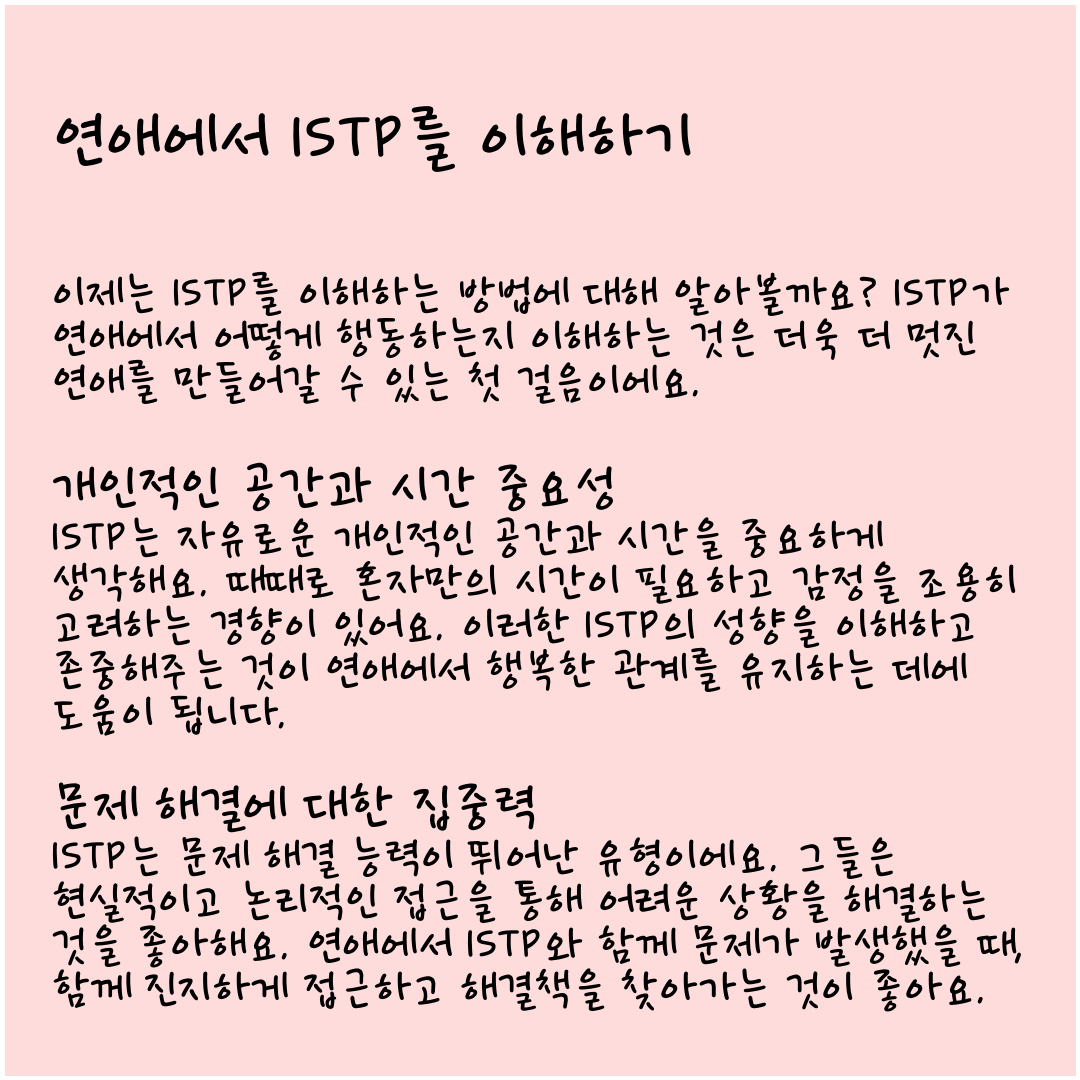 연애에서 ISTP를 이해하기
이제는 ISTP를 이해하는 방법에 대해 알아볼까요? ISTP가
연애에서 어떻게 행동하는지 이해하는 것은 더욱 더 멋진
연애를 만들어갈 수 있는 첫 걸음이에요.
개인적인 공간과 시간 중요성
ISTP는 자유로운 개인적인 공간과 시간을 중요하게
생각해요. 때때로 혼자만의 시간이 필요하고 감정을 조용히
고려하는 경향이 있어요. 이러한 ISTP의 성향을 이해하고
존중해주는 것이 연애에서 행복한 관계를 유지하는 데에
도움이 됩니다.
문제 해결에 대한 집중력
ISTP는 문제 해결 능력이 뛰어난 유형이에요. 그들은
현실적이고 논리적인 접근을 통해 어려운 상황을 해결하는
것을 좋아해요. 연애에서 ISTP와 함께 문제가 발생했을 때,
함께 진지하게 접근하고 해결책을 찾아가는 것이 좋아요.